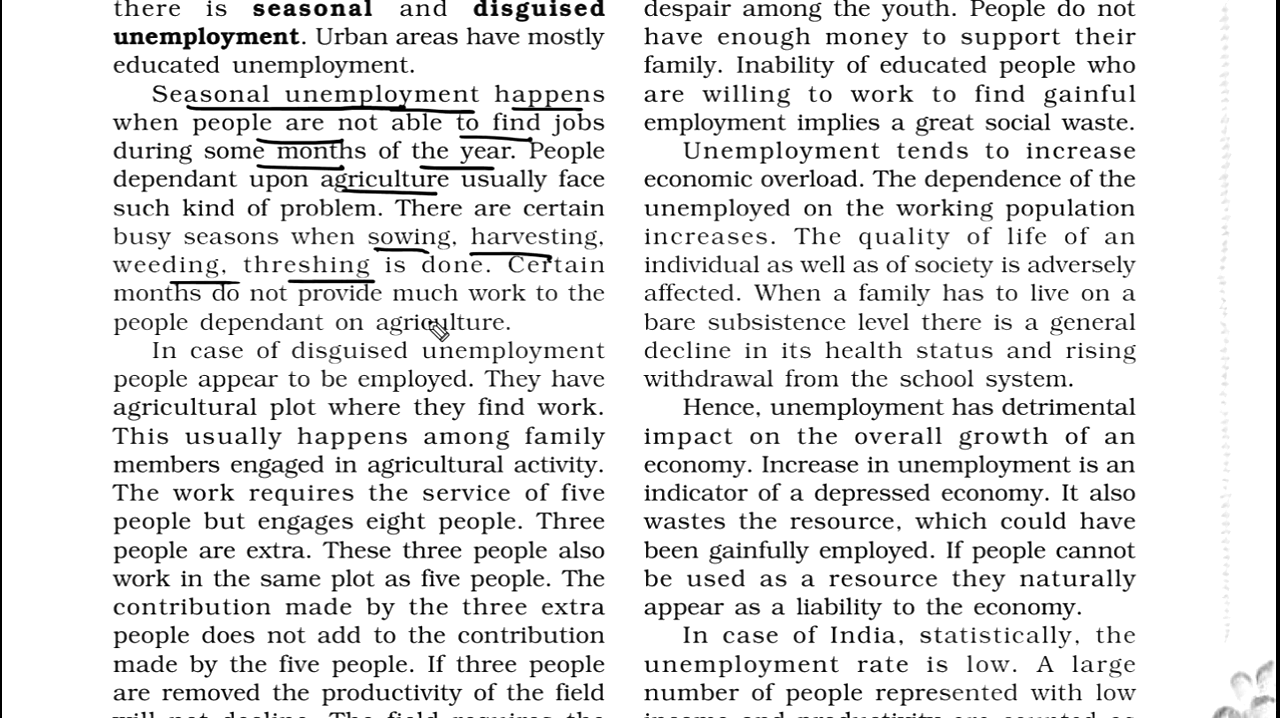 there is seasonal and disguised
unemployment. Urban areas have mostly
educated unemployment.
Seasonal unemployment happens
when people are not able to find jobs
during some months of the year. People
dependant upon agriculture usually face
such kind of problem. There are certain
busy seasons when sowing, harvesting,
weeding, threshing is done. Certain
months do not provide much work to the
people dependant on agriculture.
In case of disguised unemployment
people appear to be employed. They have
agricultural plot where they find work.
This usually happens among family
members engaged in agricultural activity.
The work requires the service of five
people but engages eight people. Three
people are extra. These three people also
work in the same plot as five people. The
contribution made by the three extra
people does not add to the contribution
made by the five people. If three people
are removed the productivity of the field
will not decline. The field requires the
despair among the youth. People do not
have enough money to support their
family. Inability of educated people who
are willing to work to find gainful
employment implies a great social waste.
Unemployment tends to increase
economic overload. The dependence of the
unemployed on the working population
increases. The quality of life of an
individual as well as of society is adversely
affected. When a family has to live on a
bare subsistence level there is a general
decline in its health status and rising
withdrawal from the school system.
Hence, unemployment has detrimental
impact on the overall growth of an
economy. Increase in unemployment is an
indicator of a depressed economy. It also
wastes the resource, which could have
been gainfully employed. If people cannot
be used as a resource they naturally
appear as a liability to the economy.
In case of India, statistically, the
unemployment rate is low. A large
number of people represented with low
income and productivity are counted as